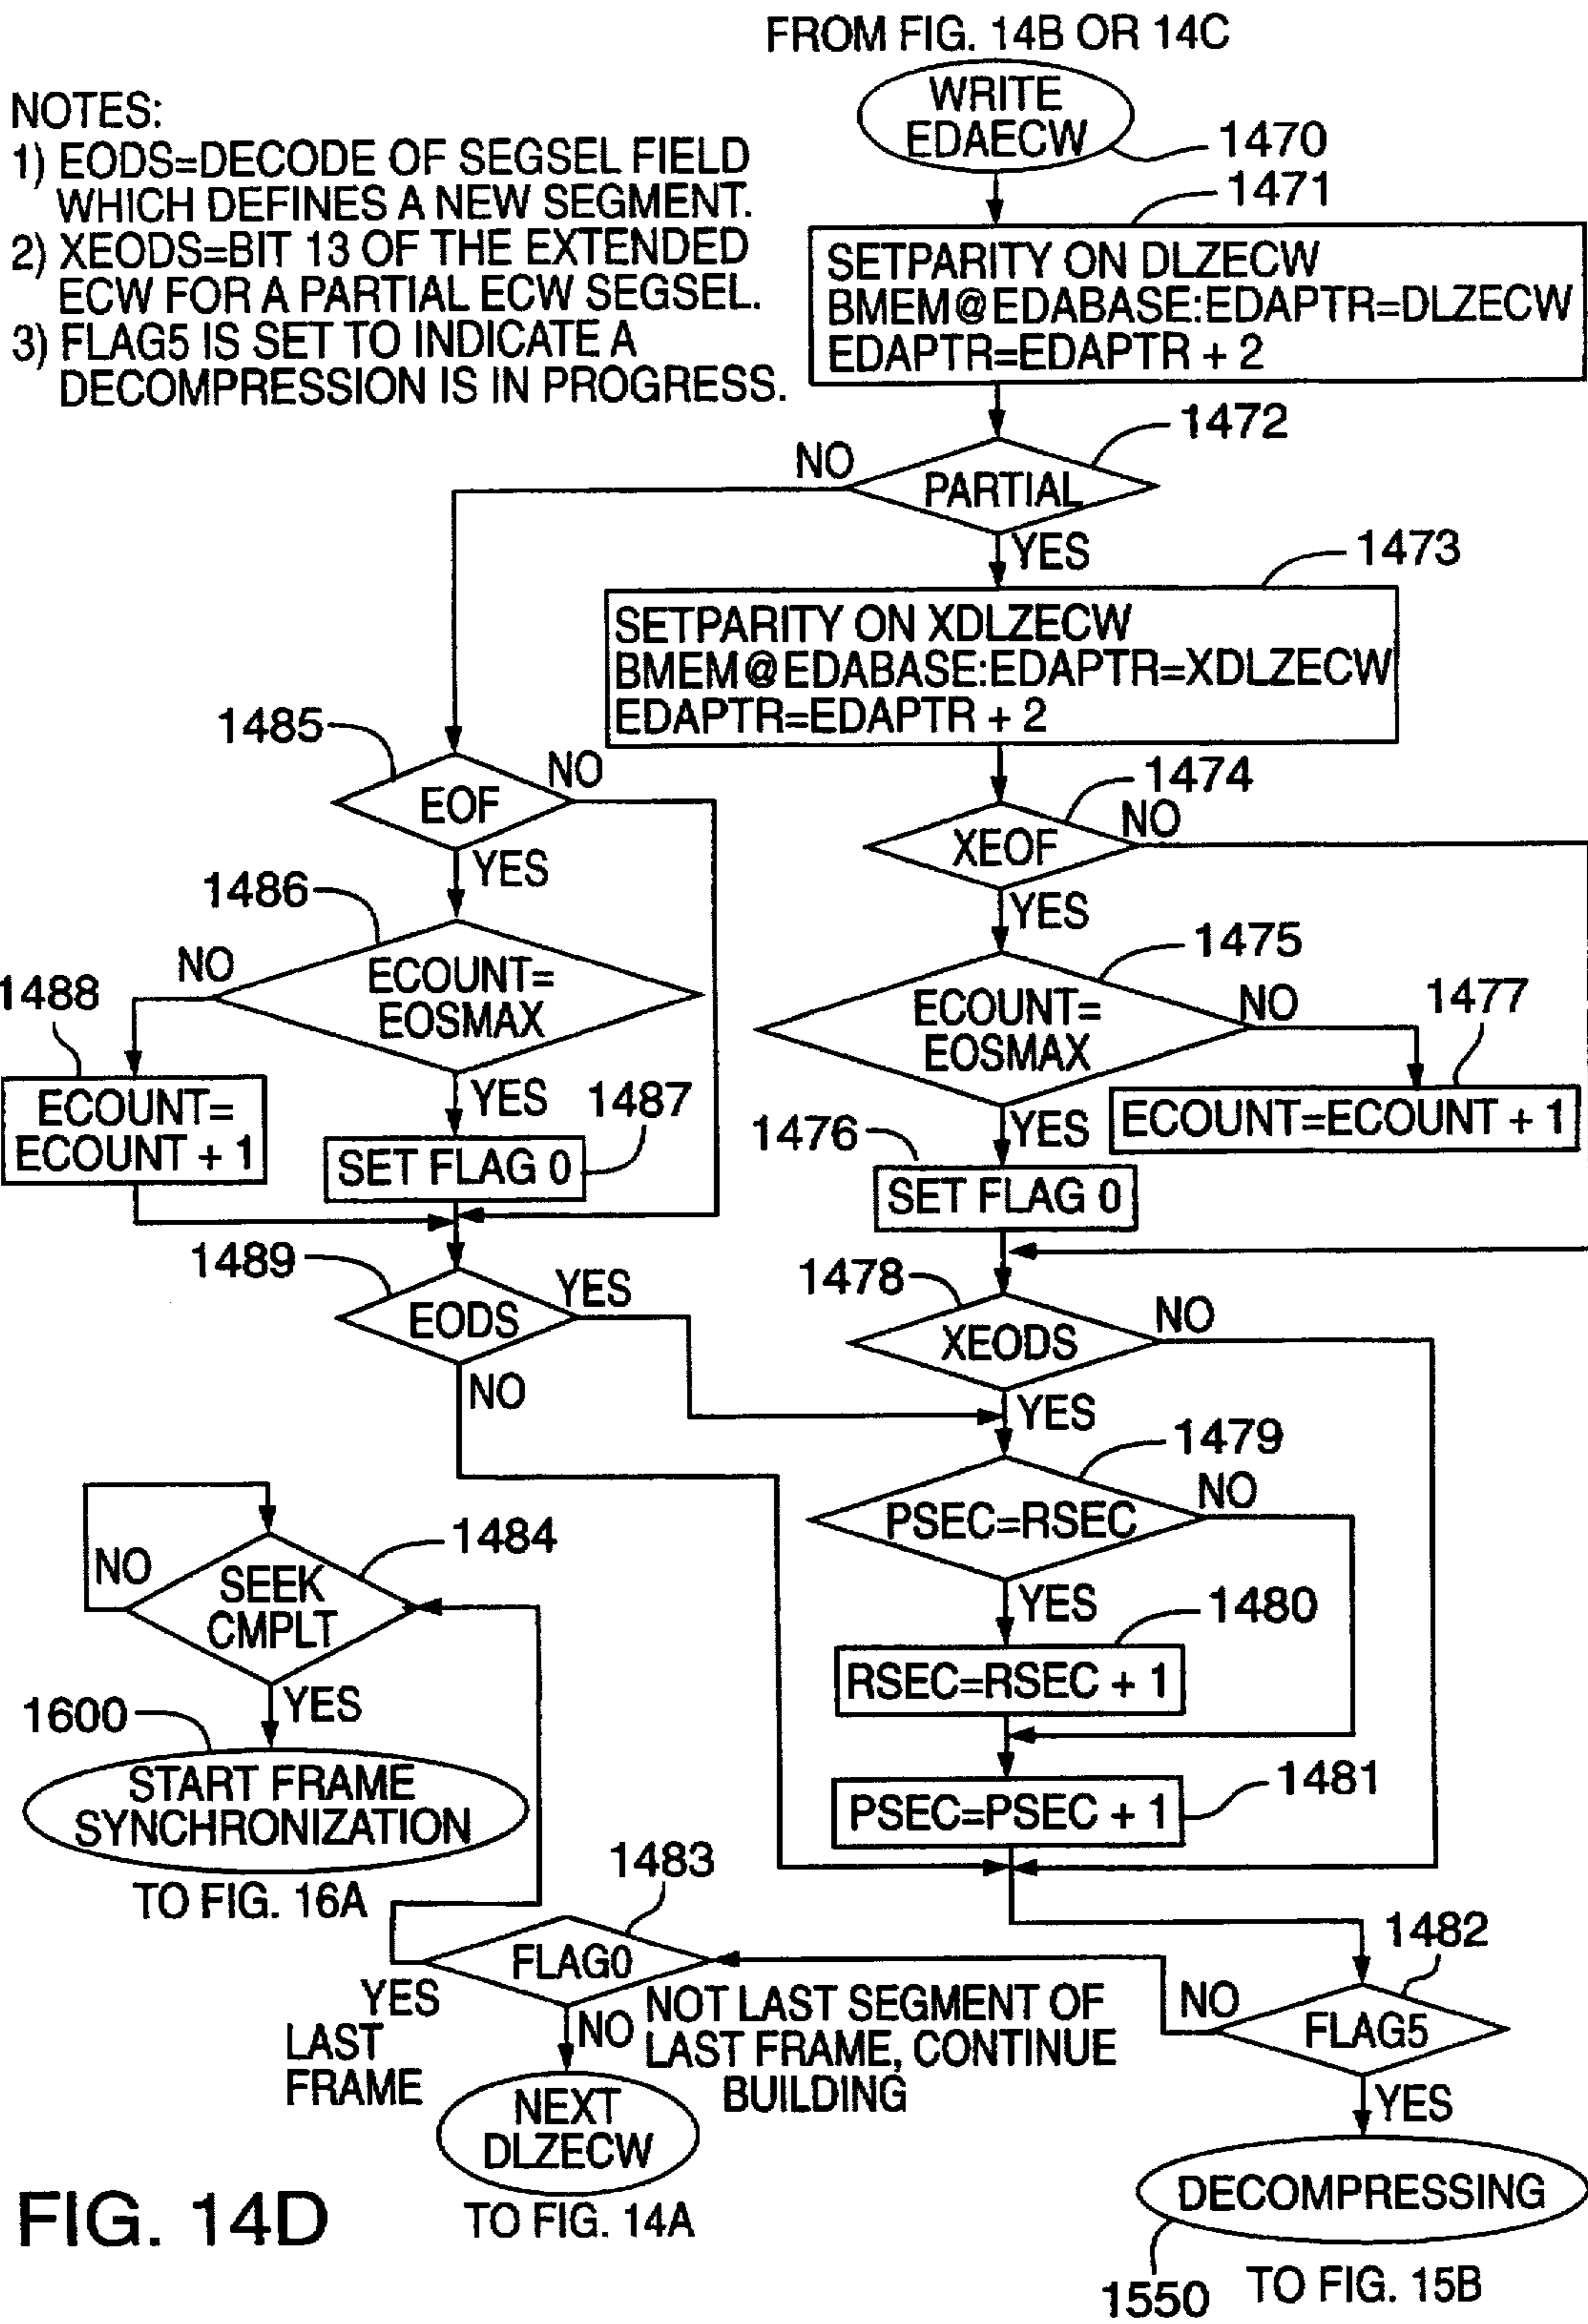 FROM FIG. 14B OR 14C
WRITE
EDAECW
1470
NOTES:
1) EODS=DECODE OF SEGSEL FIELD
WHICH DEFINES A NEW SEGMENT.
2) XEODS=BIT 13 OF THE EXTENDED
ECW FOR A PARTIAL ECW SEGSEL.
3) FLAG5 IS SET TO INDICATE A
DECOMPRESSION IS IN PROGRESS.
1471
SETPARITY ON DLZECW
BMEM@EDABASE:EDAPTR=DLZECW
EDAPTR=EDAPTR + 2
1472
NO
PARTIAL
YES
1473
SETPARITY ON XDLZECW
BMEM@EDABASE:EDAPTR=XDLZECW
EDAPTR=EDAPTR + 2
1485
EOF
NO
YES
1474
XEOF
NO
YES
1486
NO
ECOUNT=
EOSMAX
YES
1475
ECOUNT=
EOSMAX
NO
YES
1477
ECOUNT=ECOUNT + 1
1488
ECOUNT=
ECOUNT + 1
1487
SET FLAG 0
1476
SET FLAG 0
1489
EODS
YES
NO
1478
XEODS
NO
YES
1479
PSEC=RSEC
NO
YES
1480
RSEC=RSEC + 1
1481
PSEC=PSEC + 1
1484
NO
SEEK
CMPLT
YES
1600
START FRAME
SYNCHRONIZATION
TO FIG. 16A
1483
FLAG0
YES
LAST
FRAME
NO
NOT LAST SEGMENT OF
LAST FRAME, CONTINUE
BUILDING
NEXT
DLZECW
TO FIG. 14A
1482
NO
FLAG5
YES
DECOMPRESSING
1550
TO FIG. 15B
FIG. 14D